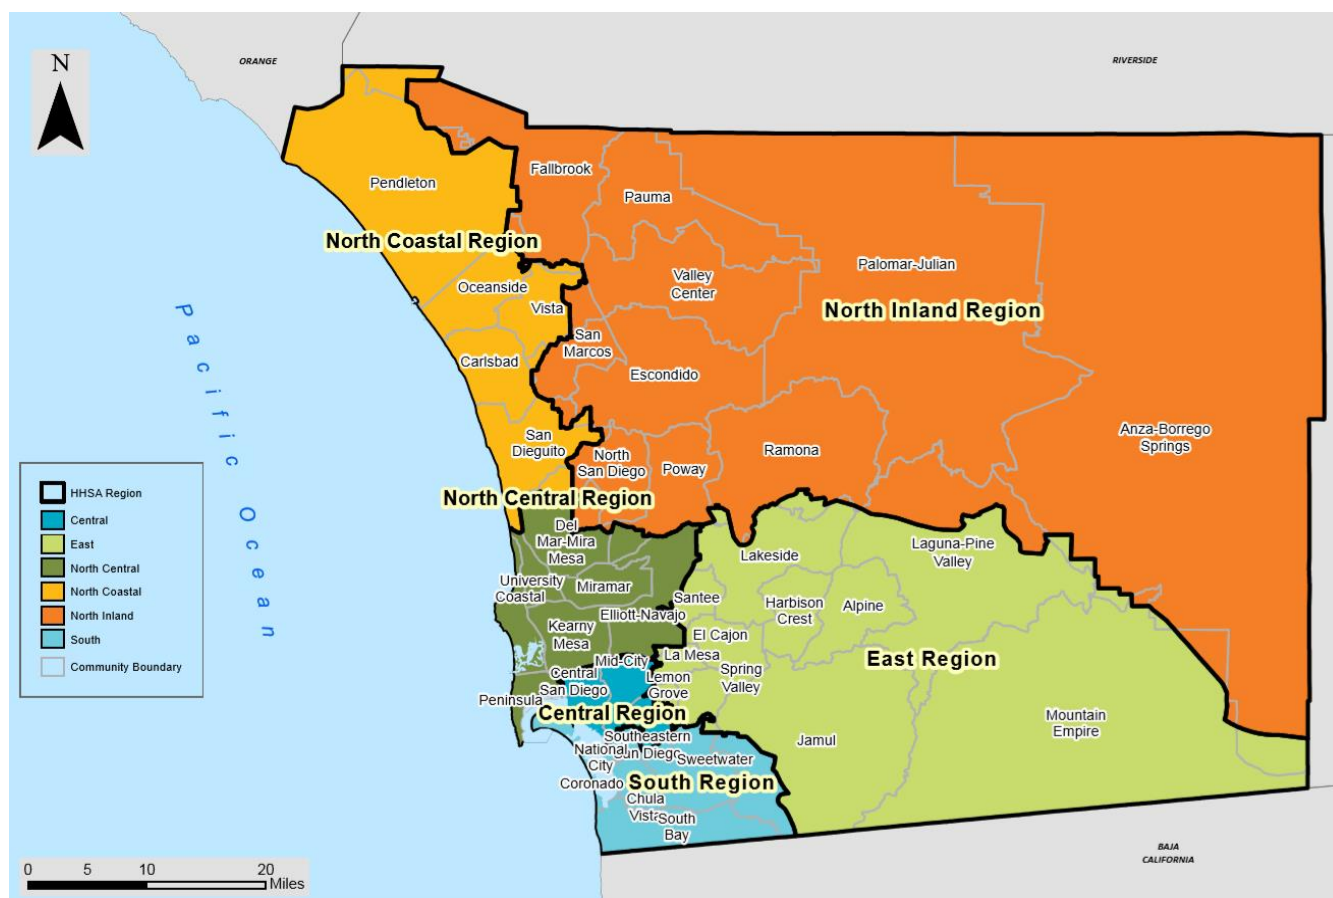 ORANGE
RIVERSIDE
N
Fallbrook
Pendleton
Pauma
North Coastal Region
Palomar-Julian
Valley
Center
Oceanside
Vista
North Inland Region
San
Marcos
Carlsbad
Escondido
Pacific Ocean
San
Dieguito
Anza-Borrego
Springs
North
San Diego
Poway
Ramona
HHSA Region
Central
East
North Central
North Coastal
North Inland
South
Community Boundary
North Central Region
Del
Mar-Mira
Mesa
Lakeside
Laguna-Pine
Valley
University
Coastal
Miramar
Santee
Harbison
Crest
Alpine
Elliott-Navajo
Kearny
Mesa
El Cajon
La Mesa
Mid-City
East Region
Central
San Diego
Lemon
Grove
Spring
Valley
Peninsula
Central Region
Mountain
Empire
Southeastern
San Diego
National
City
Sweetwater
Jamul
Coronado
South Region
Chula
Vista
South
Bay
BAJA
CALIFORNIA
0 5 10 20
Miles